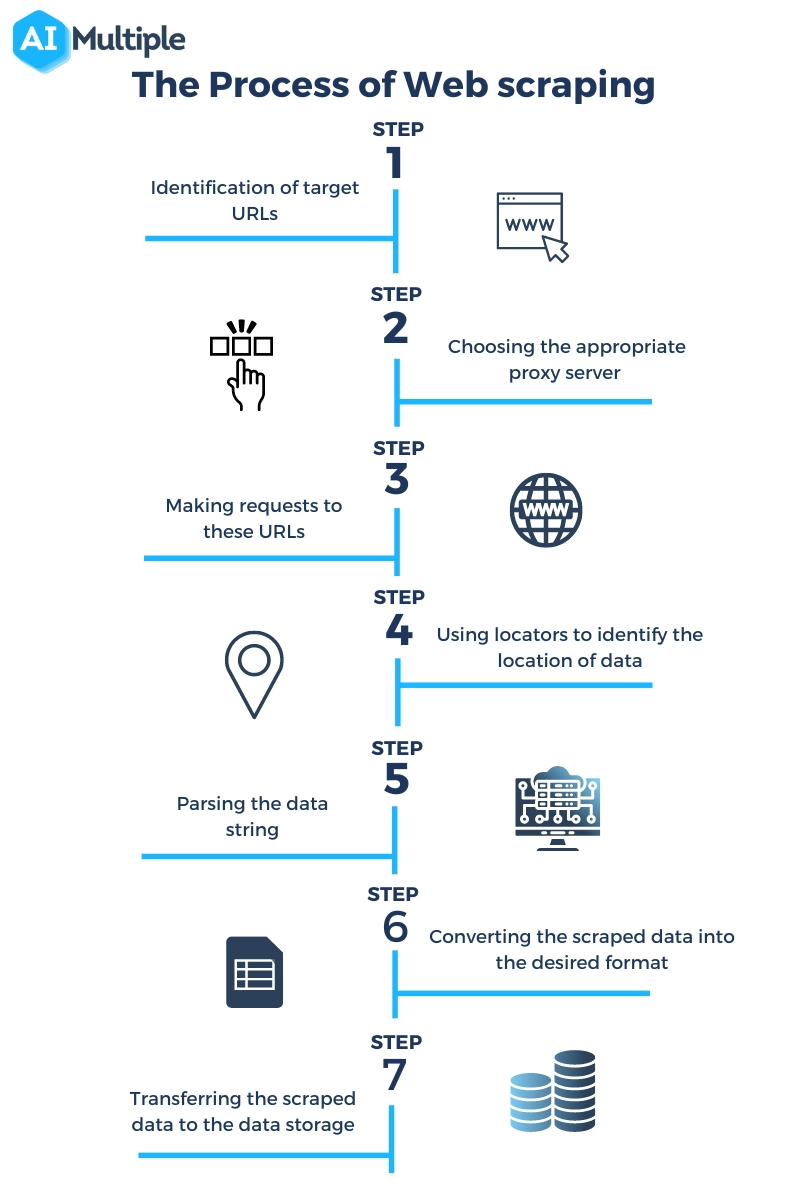 AI Multiple
The Process of Web scraping
STEP
1
Identification of target
URLs
WWW
STEP
2
Choosing the appropriate
proxy server
STEP
3
Making requests to
these URLs
WWW
STEP
4
Using locators to identify the
location of data
STEP
5
Parsing the data
string
STEP
6
Converting the scraped data into
the desired format
STEP
7
Transferring the scraped
data to the data storage